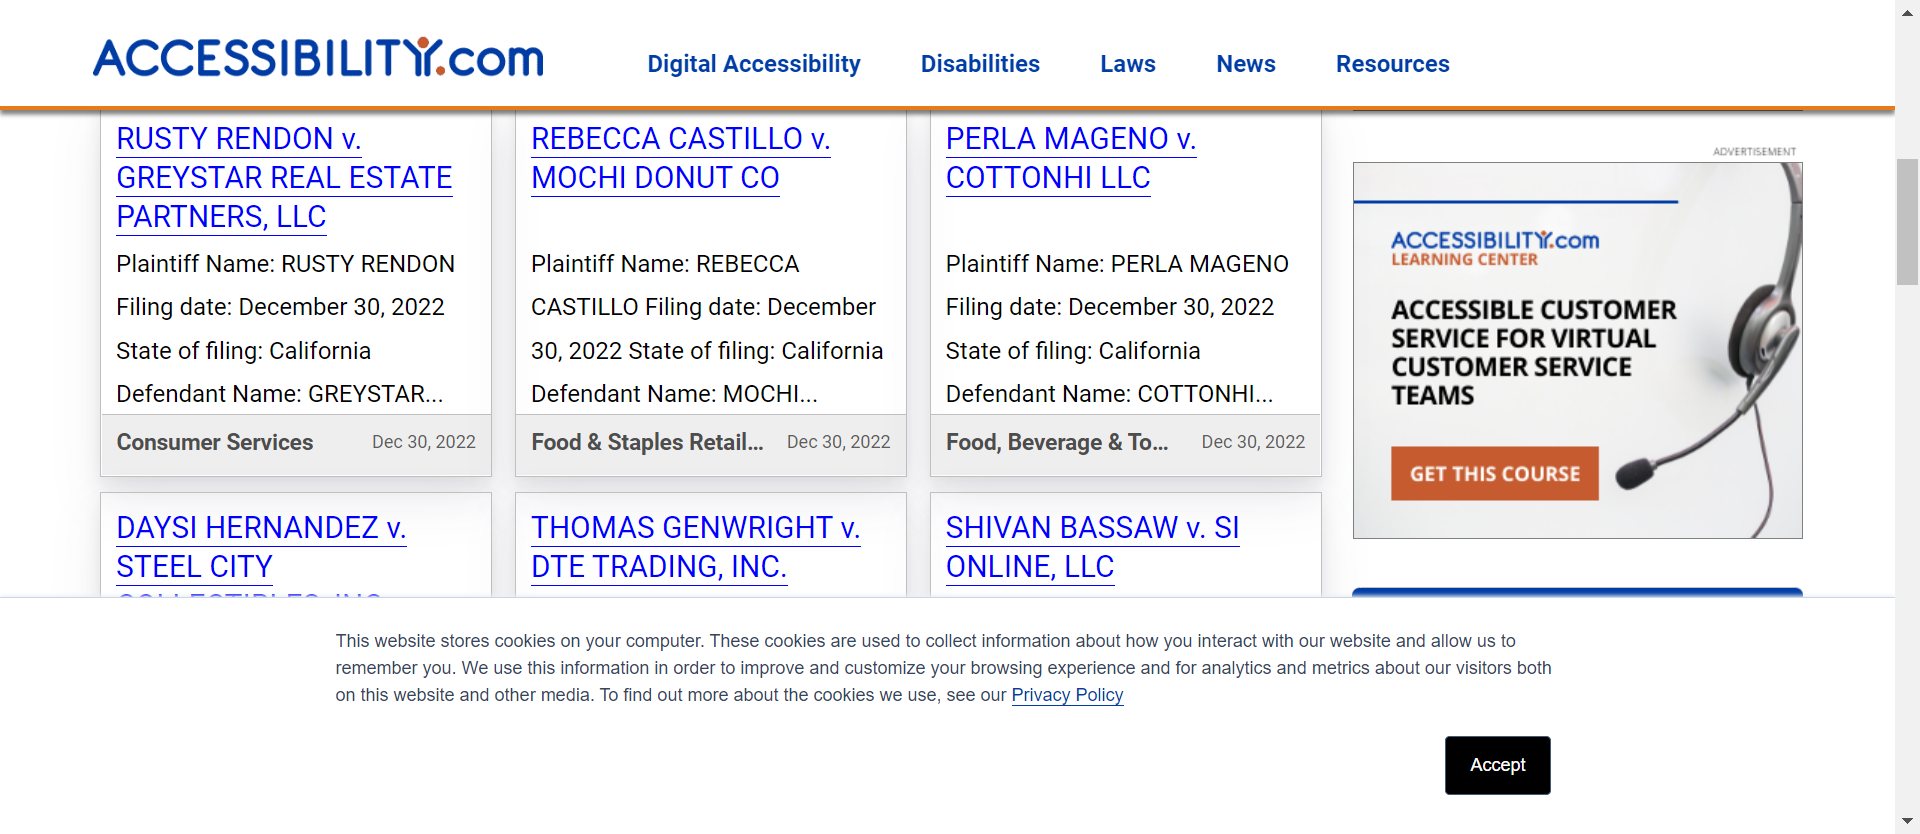 ACCESSIBILITY.com
Digital Accessibility
Disabilities
Laws
News
Resources
RUSTY RENDON v.
GREYSTAR REAL ESTATE
PARTNERS, LLC
Plaintiff Name: RUSTY RENDON
Filing date: December 30, 2022
State of filing: California
Defendant Name: GREYSTAR...
Consumer Services
Dec 30, 2022
REBECCA CASTILLO v.
MOCHI DONUT CO
Plaintiff Name: REBECCA
CASTILLO Filing date: December
30, 2022 State of filing: California
Defendant Name: MOCHI...
Food & Staples Retail...
Dec 30, 2022
PERLA MAGENO v.
COTTONHI LLC
Plaintiff Name: PERLA MAGENO
Filing date: December 30, 2022
State of filing: California
Defendant Name: COTTONHI...
Food, Beverage & To...
Dec 30, 2022
DAYSI HERNANDEZ v.
STEEL CITY
THOMAS GENWRIGHT v.
DTE TRADING, INC.
SHIVAN BASSAW v. SI
ONLINE, LLC
ADVERTISEMENT
ACCESSIBILITY.com
LEARNING CENTER
ACCESSIBLE CUSTOMER
SERVICE FOR VIRTUAL
CUSTOMER SERVICE
TEAMS
GET THIS COURSE
This website stores cookies on your computer. These cookies are used to collect information about how you interact with our website and allow us to
remember you. We use this information in order to improve and customize your browsing experience and for analytics and metrics about our visitors both
on this website and other media. To find out more about the cookies we use, see our Privacy Policy
Accept